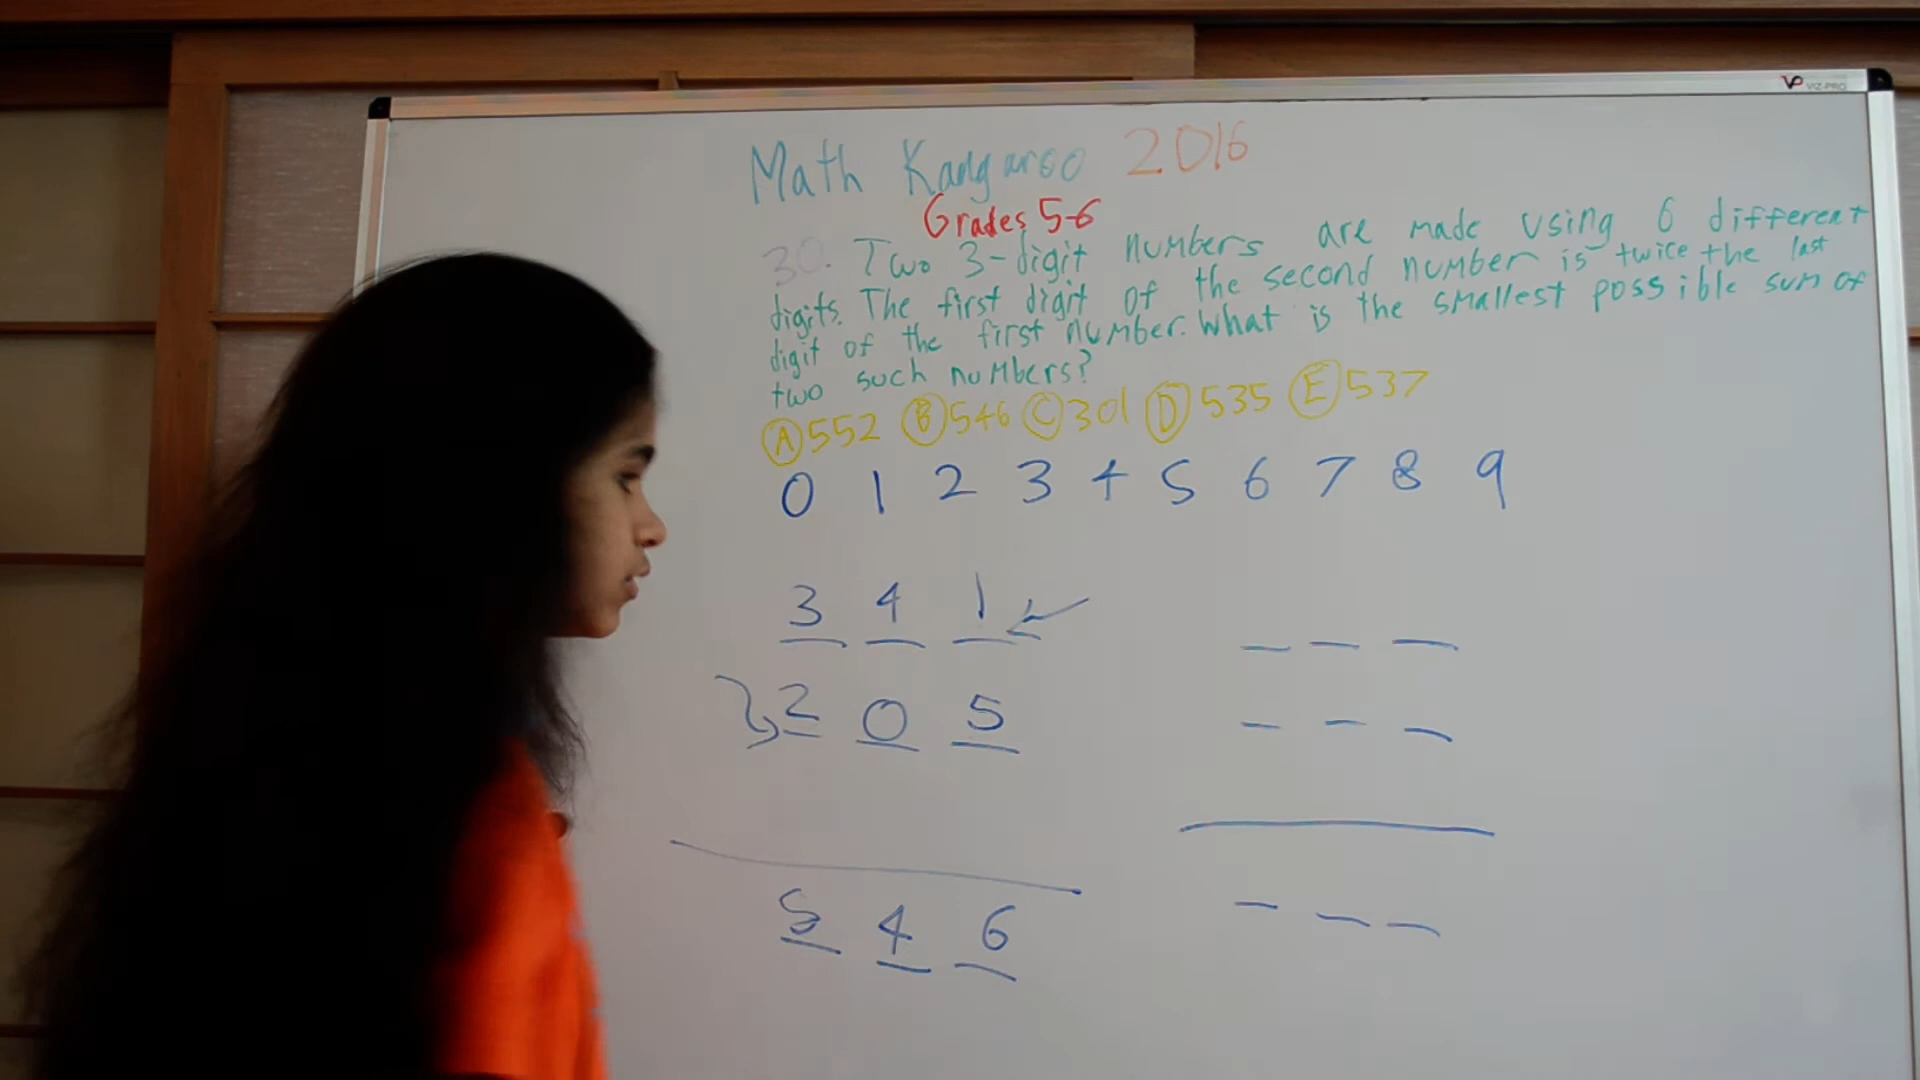 VIZ-PRO
Math Kangaroo 2016
Grades 5-6
30. Two 3-digit numbers are made using 6 different
digits. The first digit of the second number is twice the last
digit of the first number. What is the smallest possible sum of
two such numbers?
A 552 B 546 C 301 D 535 E 537
0 1 2 3 4 5 6 7 8 9
3 4 1
2 0 5
5 4 6